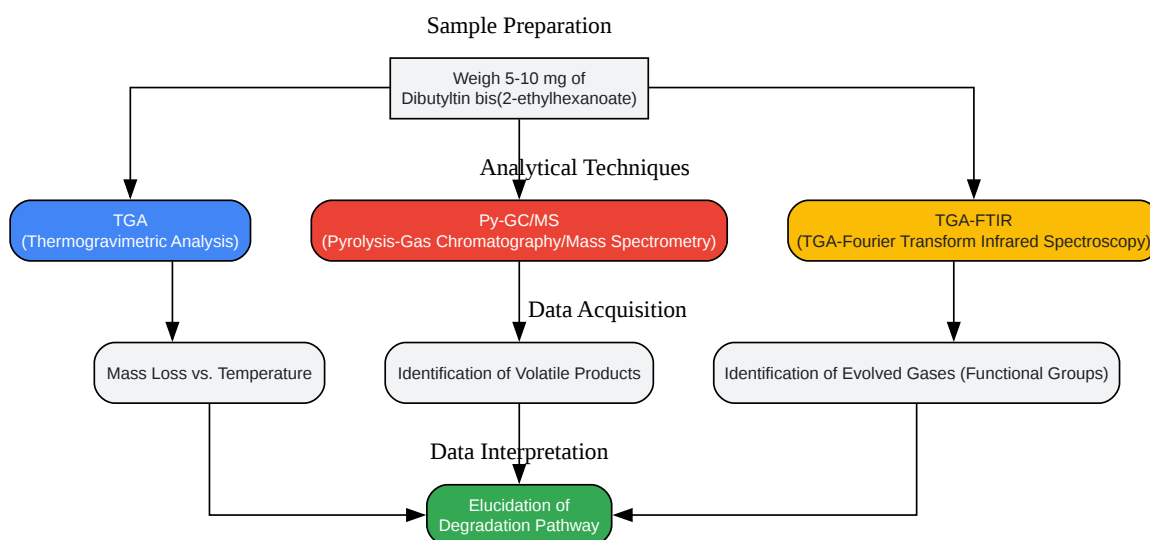 Sample Preparation
Weigh 5-10 mg of
Dibutyltin bis(2-ethylhexanoate)
Analytical Techniques
TGA
(Thermogravimetric Analysis)
Py-GC/MS
(Pyrolysis-Gas Chromatography/Mass Spectrometry)
TGA-FTIR
(TGA-Fourier Transform Infrared Spectroscopy)
Data Acquisition
Mass Loss vs. Temperature
Identification of Volatile Products
Identification of Evolved Gases (Functional Groups)
Data Interpretation
Elucidation of
Degradation Pathway